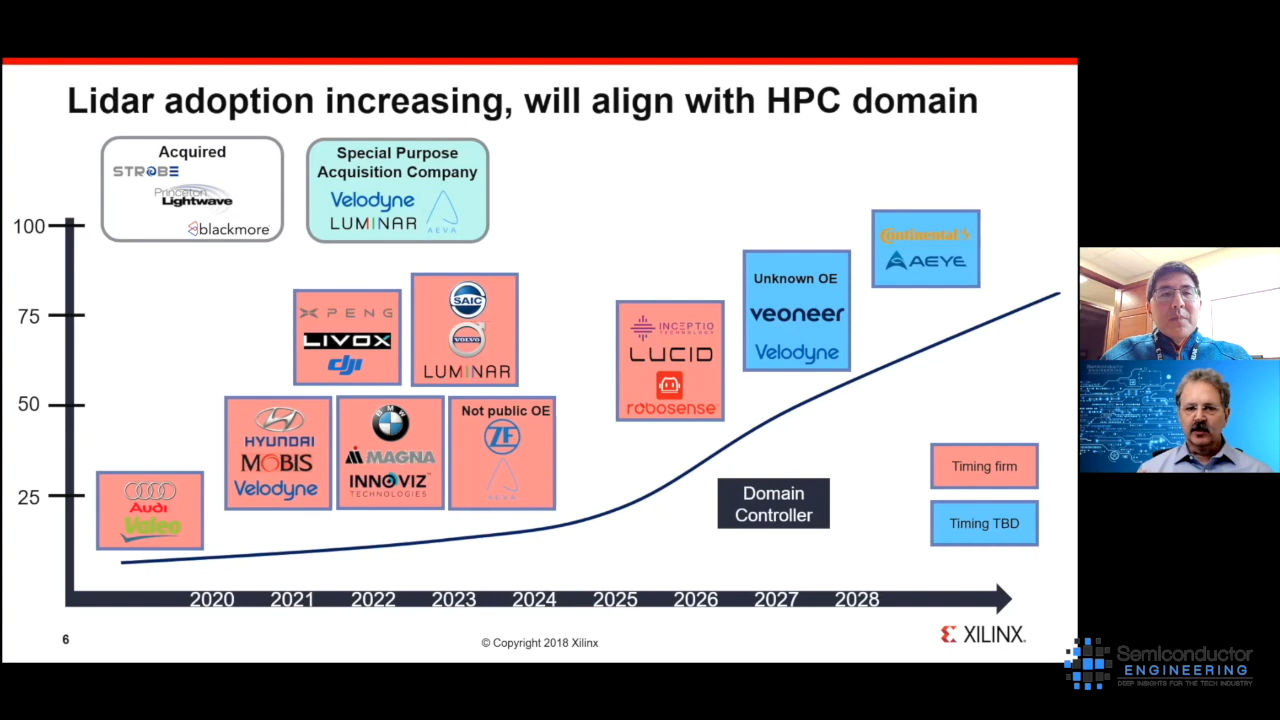 Lidar adoption increasing, will align with HPC domain
Acquired
STROBE
Princeton
Lightwave
blackmore
Special Purpose
Acquisition Company
Velodyne
LUMINAR
AEVA
100
75
50
25
Audi
Valeo
HYUNDAI
MOBIS
Velodyne
XPENG
LIVOX
dji
BMW
MAGNA
INNOVIZ
TECHNOLOGIES
SAIC
VOLVO
LUMINAR
Not public OE
ZF
AEVA
INCEPTIO
TECHNOLOGY
LUCID
robosense
Unknown OE
veoneer
Velodyne
Continental
AEYE
Domain
Controller
Timing firm
Timing TBD
2020 2021 2022 2023 2024 2025 2026 2027 2028
6
© Copyright 2018 Xilinx
XILINX.
Semiconductor
ENGINEERING
DEEP INSIGHTS FOR THE TECH INDUSTRY